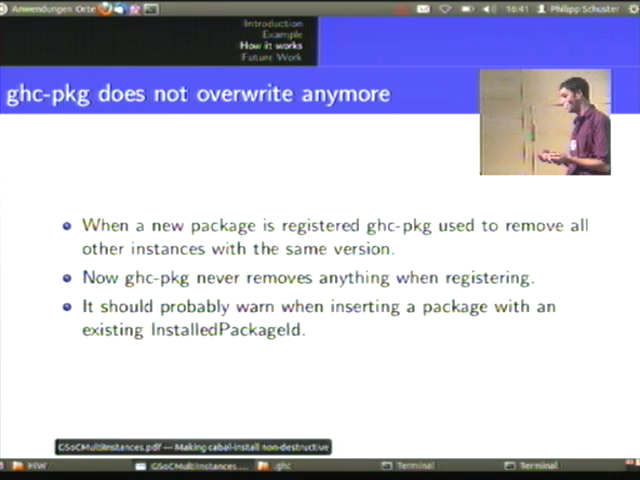 Anwendungen Orte
16:41 Philipp Schuster
Introduction
Example
How it works
Future Work
ghc-pkg does not overwrite anymore
When a new package is registered ghc-pkg used to remove all
other instances with the same version.
Now ghc-pkg never removes anything when registering.
It should probably warn when inserting a package with an
existing InstalledPackageId.
GSoCMultiInstances.pdf — Making cabal-install non-destructive
HIW
GSoCMultiInstances....
.ghc
Terminal
Terminal